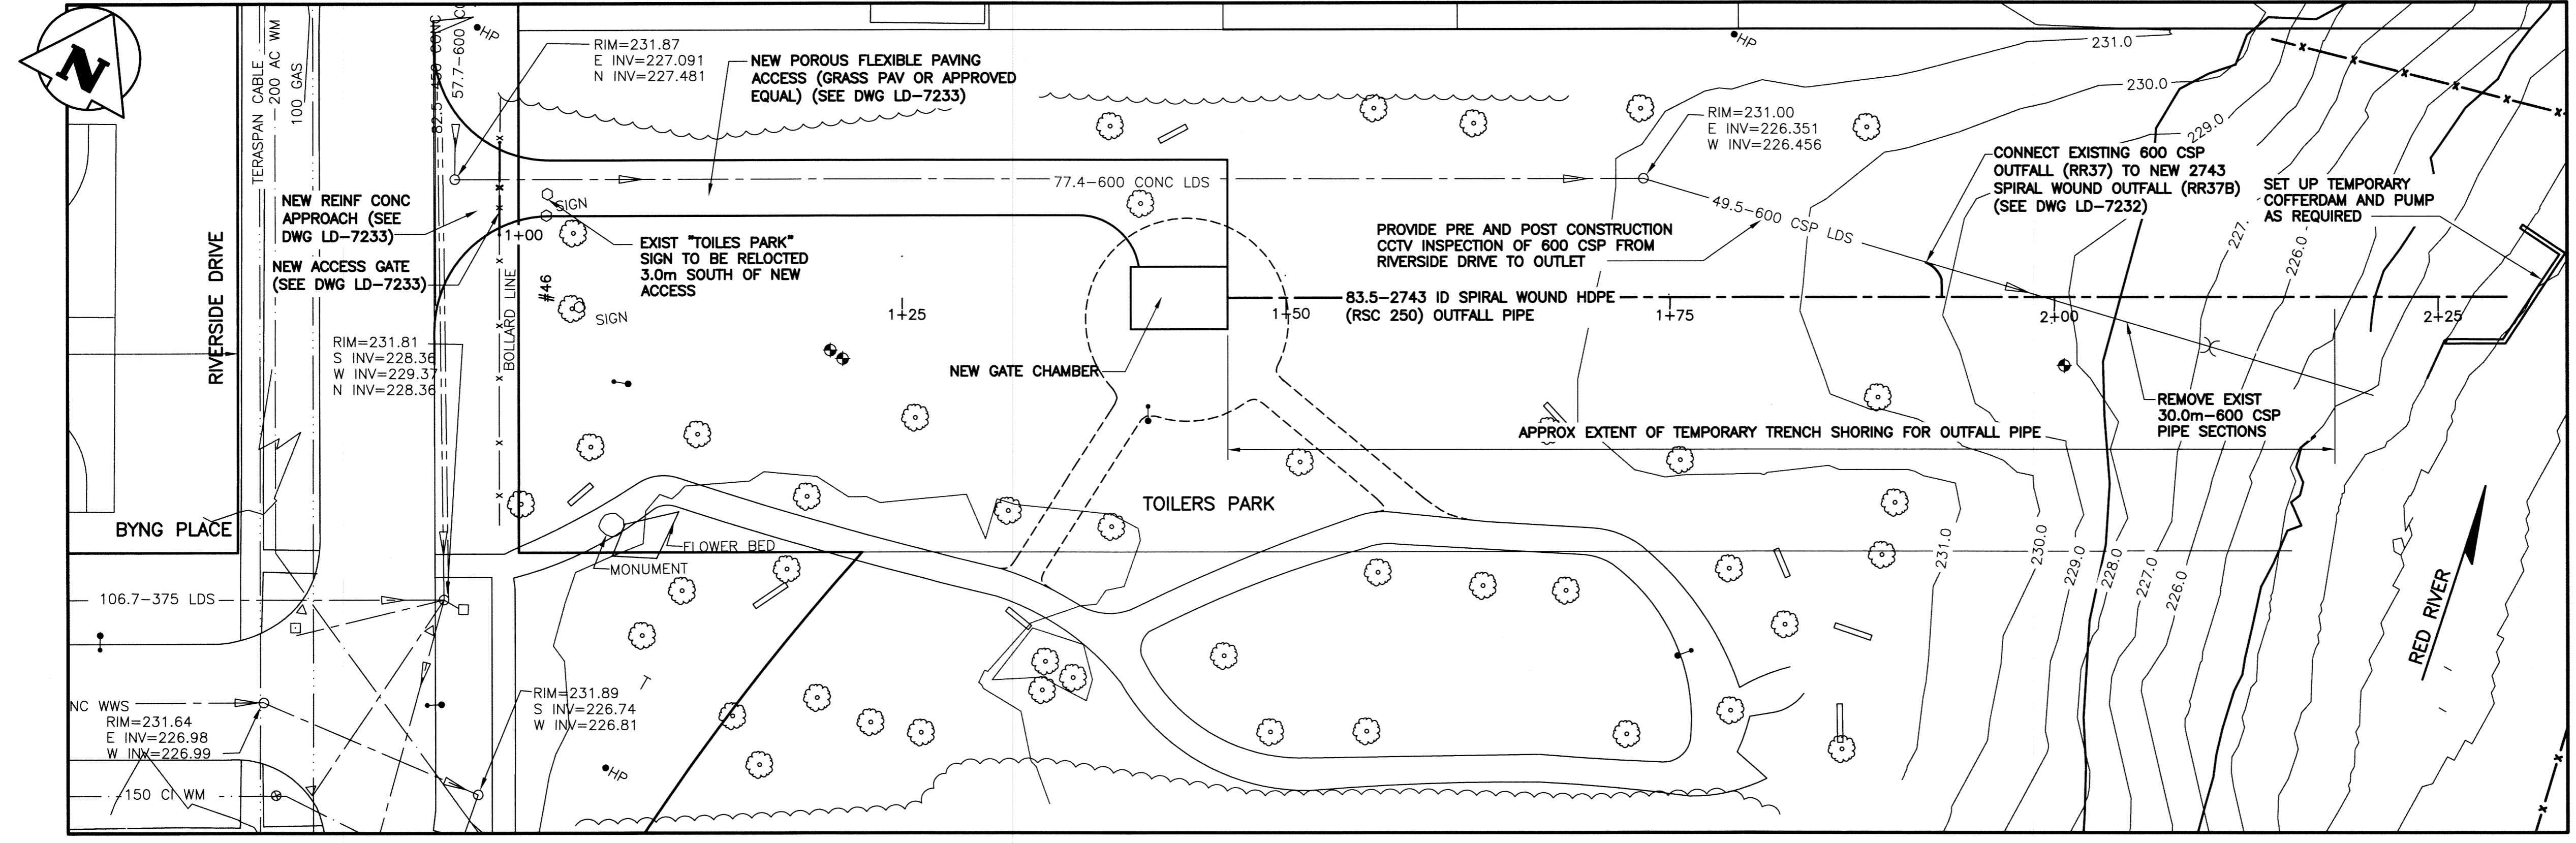 N
TERASPAN CABLE
200 AC WM
100 GAS
82.5-450 CONC
57.7-600 CO
HP
RIM=231.87
E INV=227.091
N INV=227.481
NEW POROUS FLEXIBLE PAVING
ACCESS (GRASS PAV OR APPROVED
EQUAL) (SEE DWG LD-7233)
HP
231.0
230.0
229.0
RIM=231.00
E INV=226.351
W INV=226.456
CONNECT EXISTING 600 CSP
OUTFALL (RR37) TO NEW 2743
SPIRAL WOUND OUTFALL (RR37B)
(SEE DWG LD-7232)
SET UP TEMPORARY
COFFERDAM AND PUMP
AS REQUIRED
77.4-600 CONC LDS
49.5-600 CSP LDS
227.
226.0
NEW REINF CONC
APPROACH (SEE
DWG LD-7233)
NEW ACCESS GATE
(SEE DWG LD-7233)
SIGN
1+00
EXIST "TOILES PARK"
SIGN TO BE RELOCTED
3.0m SOUTH OF NEW
ACCESS
PROVIDE PRE AND POST CONSTRUCTION
CCTV INSPECTION OF 600 CSP FROM
RIVERSIDE DRIVE TO OUTLET
RIVERSIDE DRIVE
BOLLARD LINE
#46
SIGN
1+25
1+50
83.5-2743 ID SPIRAL WOUND HDPE
(RSC 250) OUTFALL PIPE
1+75
2+00
2+25
RIM=231.81
S INV=228.36
W INV=229.37
N INV=228.36
NEW GATE CHAMBER
REMOVE EXIST
30.0m-600 CSP
PIPE SECTIONS
APPROX EXTENT OF TEMPORARY TRENCH SHORING FOR OUTFALL PIPE
TOILERS PARK
BYNG PLACE
FLOWER BED
MONUMENT
231.0
230.0
229.0
228.0
227.0
226.0
RED RIVER
106.7-375 LDS
NC WWS
RIM=231.64
E INV=226.98
W INV=226.99
RIM=231.89
S INV=226.74
W INV=226.81
T
HP
150 CI WM